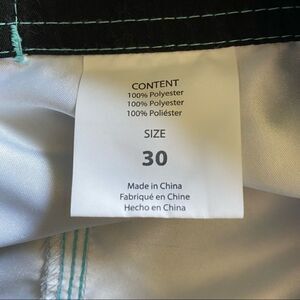 CONTENT
100% Polyester
100% Polyester
100% Poliéster
SIZE
30
Made in China
Fabriqué en Chine
Hecho en China